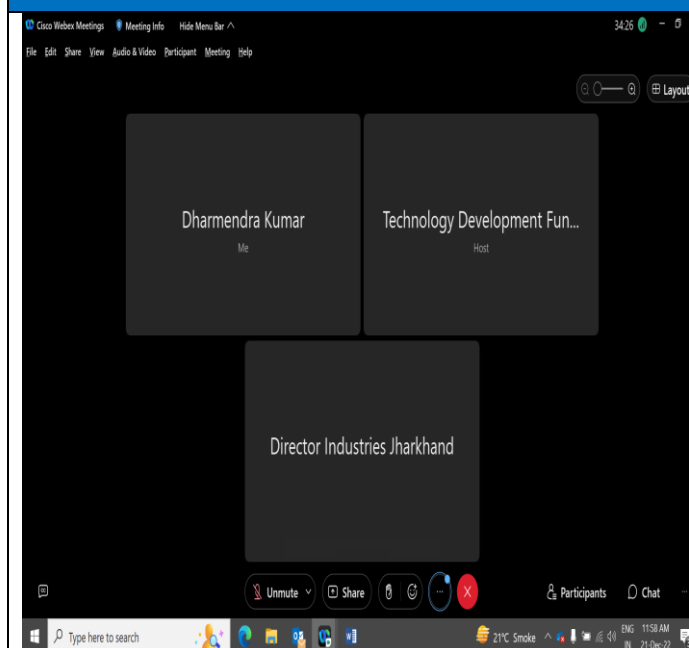 Cisco Webex Meetings Meeting Info Hide Menu Bar 34:26
File Edit Share View Audio & Video Participant Meeting Help
Layout
Dharmendra Kumar
Me
Technology Development Fun...
Host
Director Industries Jharkhand
Unmute Share Participants Chat
Type here to search 21°C Smoke ENG 11:58 AM
IN 21-Dec-22